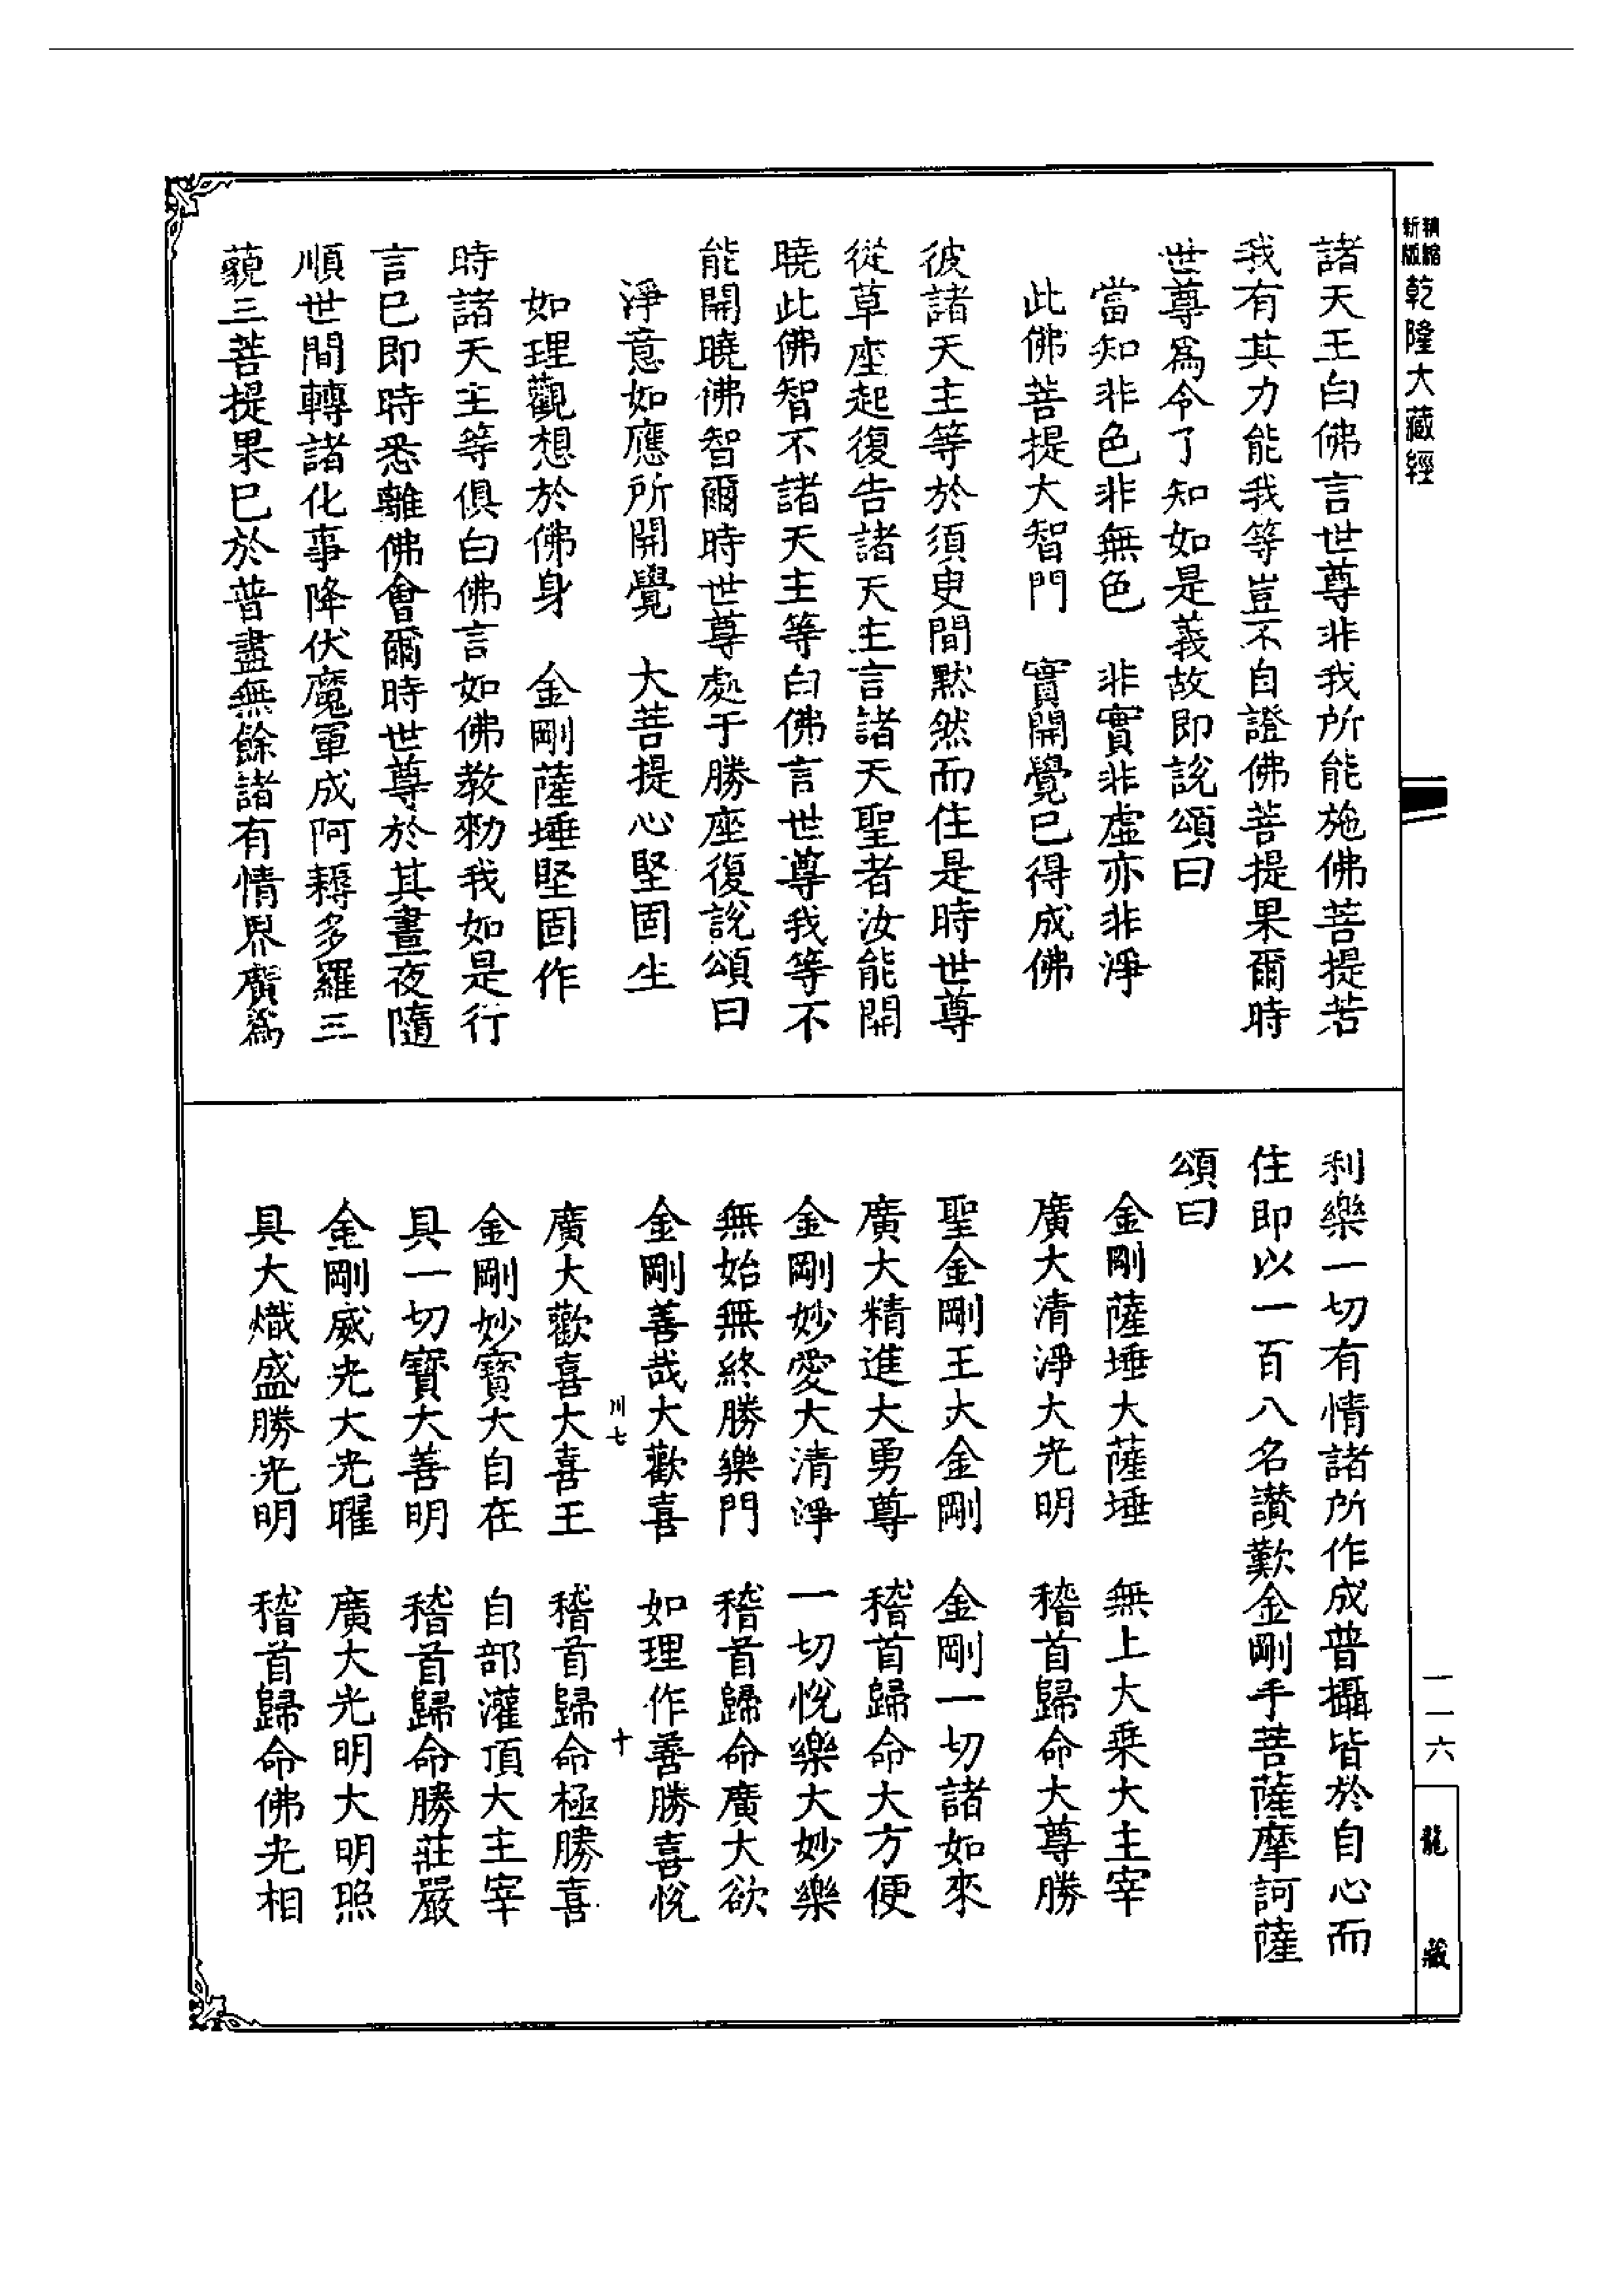 精縮新版
乾隆大藏經
諸天王白佛言世尊非我所能施佛菩提若
我有其力能我等豈不自證佛菩提果爾時
世尊爲令了知如是義故即說頌曰
當知非色非無色　非實非虛亦非淨
此佛菩提大智門　實開覺已得成佛
彼諸天主等於須臾間默然而住是時世尊
從草座起復告諸天主言諸天聖者汝能開
曉此佛智不諸天主等白佛言世尊我等不
能開曉佛智爾時世尊處于勝座復說頌曰
淨意如應所開覺　大菩提心堅固生
如理觀想於佛身　金剛薩埵堅固作
時諸天主等俱白佛言如佛教勑我如是行
言已即時悉離佛會爾時世尊於其晝夜隨
順世間轉諸化事降伏魔軍成阿耨多羅三
藐三菩提果已於普盡無餘諸有情界廣爲
利樂一切有情諸所作成普攝皆於自心而
住即以一百八名讚歎金剛手菩薩摩訶薩
頌曰
金剛薩埵大薩埵　無上大乘大主宰
廣大清淨大光明　稽首歸命大尊勝
聖金剛王大金剛　金剛一切諸如來
廣大精進大勇尊　稽首歸命大方便
金剛妙愛大清淨　一切悅樂大妙樂
無始無終勝樂門　稽首歸命廣大欲
金剛善哉大歡喜　如理作善勝喜悅
川七　十
廣大歡喜大喜王　稽首歸命極勝喜
金剛妙寶大自在　自部灌頂大主宰
具一切寶大善明　稽首歸命勝莊嚴
金剛威光大光曜　廣大光明大明照
具大熾盛勝光明　稽首歸命佛光相
一一六
龍藏